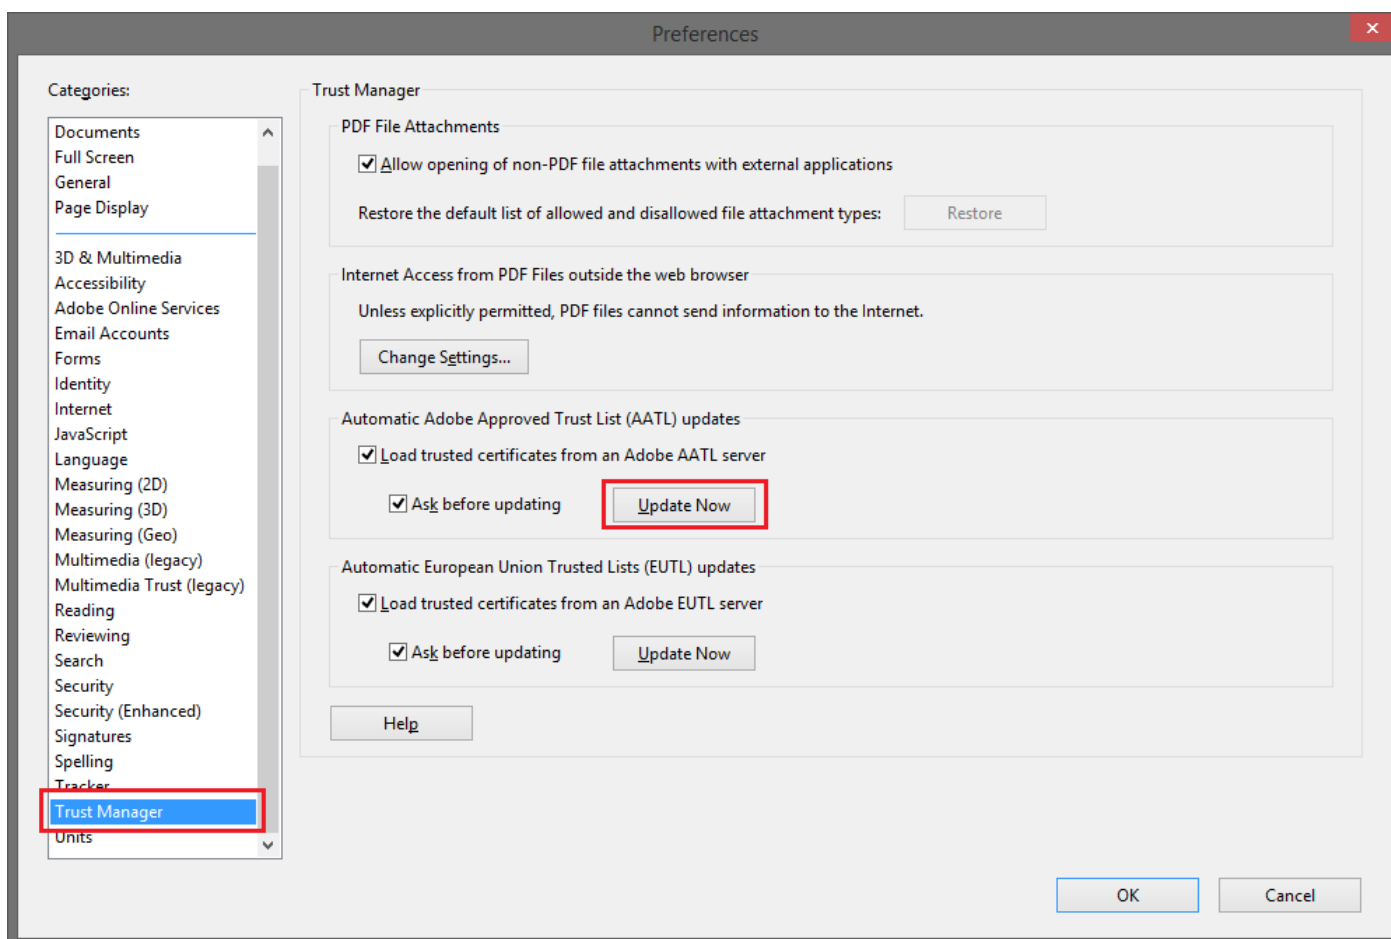 Preferences
Categories:
Documents
Full Screen
General
Page Display
3D & Multimedia
Accessibility
Adobe Online Services
Email Accounts
Forms
Identity
Internet
JavaScript
Language
Measuring (2D)
Measuring (3D)
Measuring (Geo)
Multimedia (legacy)
Multimedia Trust (legacy)
Reading
Reviewing
Search
Security
Security (Enhanced)
Signatures
Spelling
Tracker
Trust Manager
Units
Trust Manager
PDF File Attachments
Allow opening of non-PDF file attachments with external applications
Restore the default list of allowed and disallowed file attachment types: Restore
Internet Access from PDF Files outside the web browser
Unless explicitly permitted, PDF files cannot send information to the Internet.
Change Settings...
Automatic Adobe Approved Trust List (AATL) updates
Load trusted certificates from an Adobe AATL server
Ask before updating Update Now
Automatic European Union Trusted Lists (EUTL) updates
Load trusted certificates from an Adobe EUTL server
Ask before updating Update Now
Help
OK Cancel